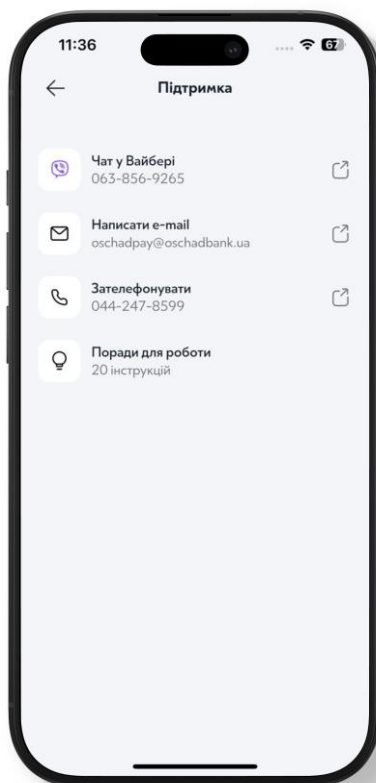 11:36
67
Підтримка
Чат у Вайбері
063-856-9265
Написати e-mail
oschadpay@oschadbank.ua
Зателефонувати
044-247-8599
Поради для роботи
20 інструкцій